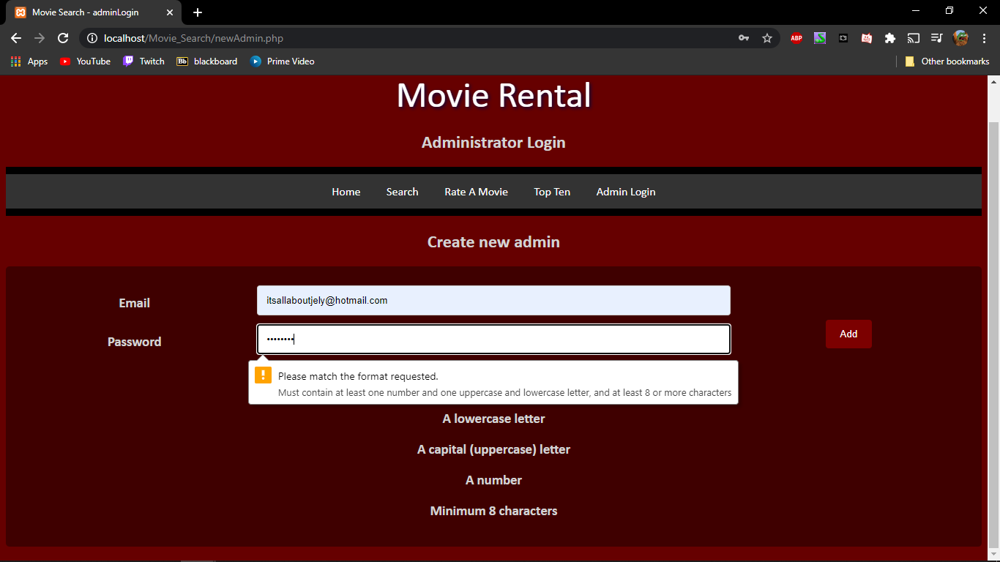 Movie Search - adminLogin
localhost/Movie_Search/newAdmin.php
ABP
Apps YouTube Twitch Bb blackboard Prime Video Other bookmarks
Movie Rental
Administrator Login
Home Search Rate A Movie Top Ten Admin Login
Create new admin
Email itsallaboutjely@hotmail.com
Password ••••••••
Add
Please match the format requested.
Must contain at least one number and one uppercase and lowercase letter, and at least 8 or more characters
A lowercase letter
A capital (uppercase) letter
A number
Minimum 8 characters